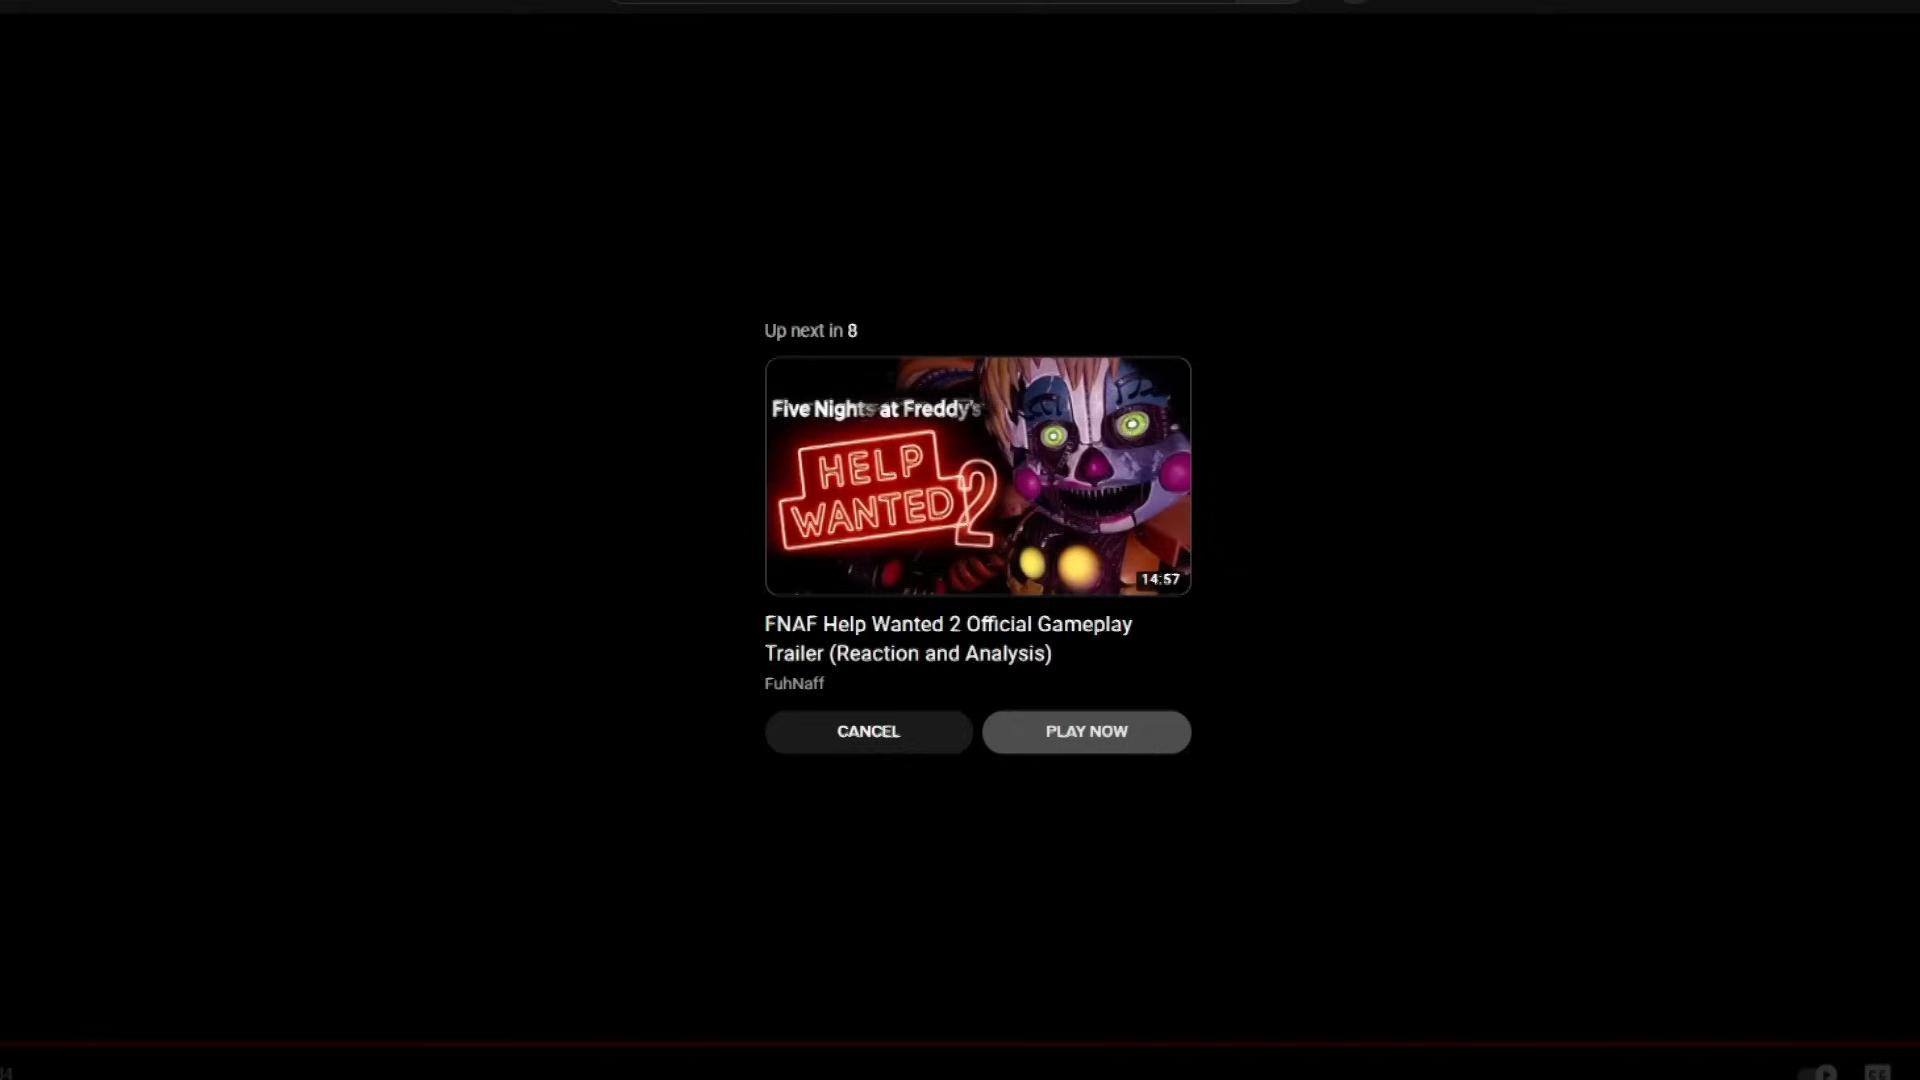 Up next in 8
Five Nights at Freddy's
HELP
WANTED 2
14:57
FNAF Help Wanted 2 Official Gameplay
Trailer (Reaction and Analysis)
FuhNaff
CANCEL
PLAY NOW